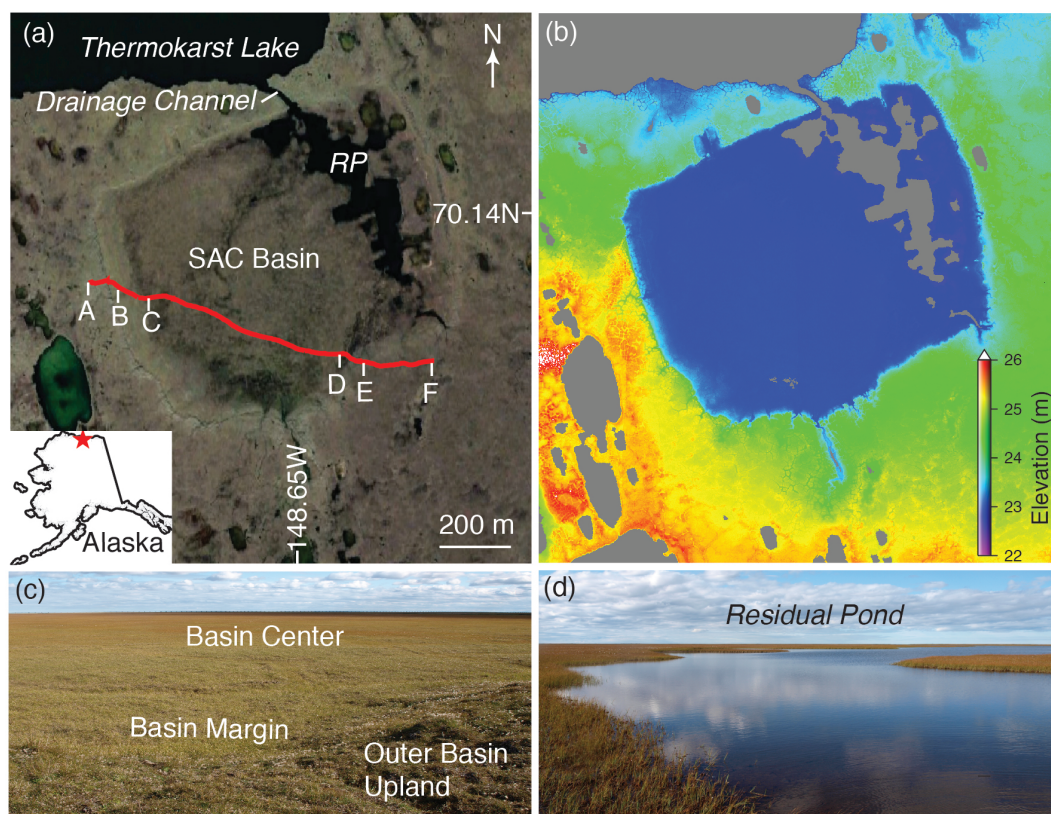 (a)
Thermokarst Lake
N
Drainage Channel
RP
70.14N
SAC Basin
A
B
C
D
E
F
148.65W
200 m
Alaska
(b)
26
25
24
23
22
Elevation (m)
(c)
Basin Center
Basin Margin
Outer Basin
Upland
(d)
Residual Pond